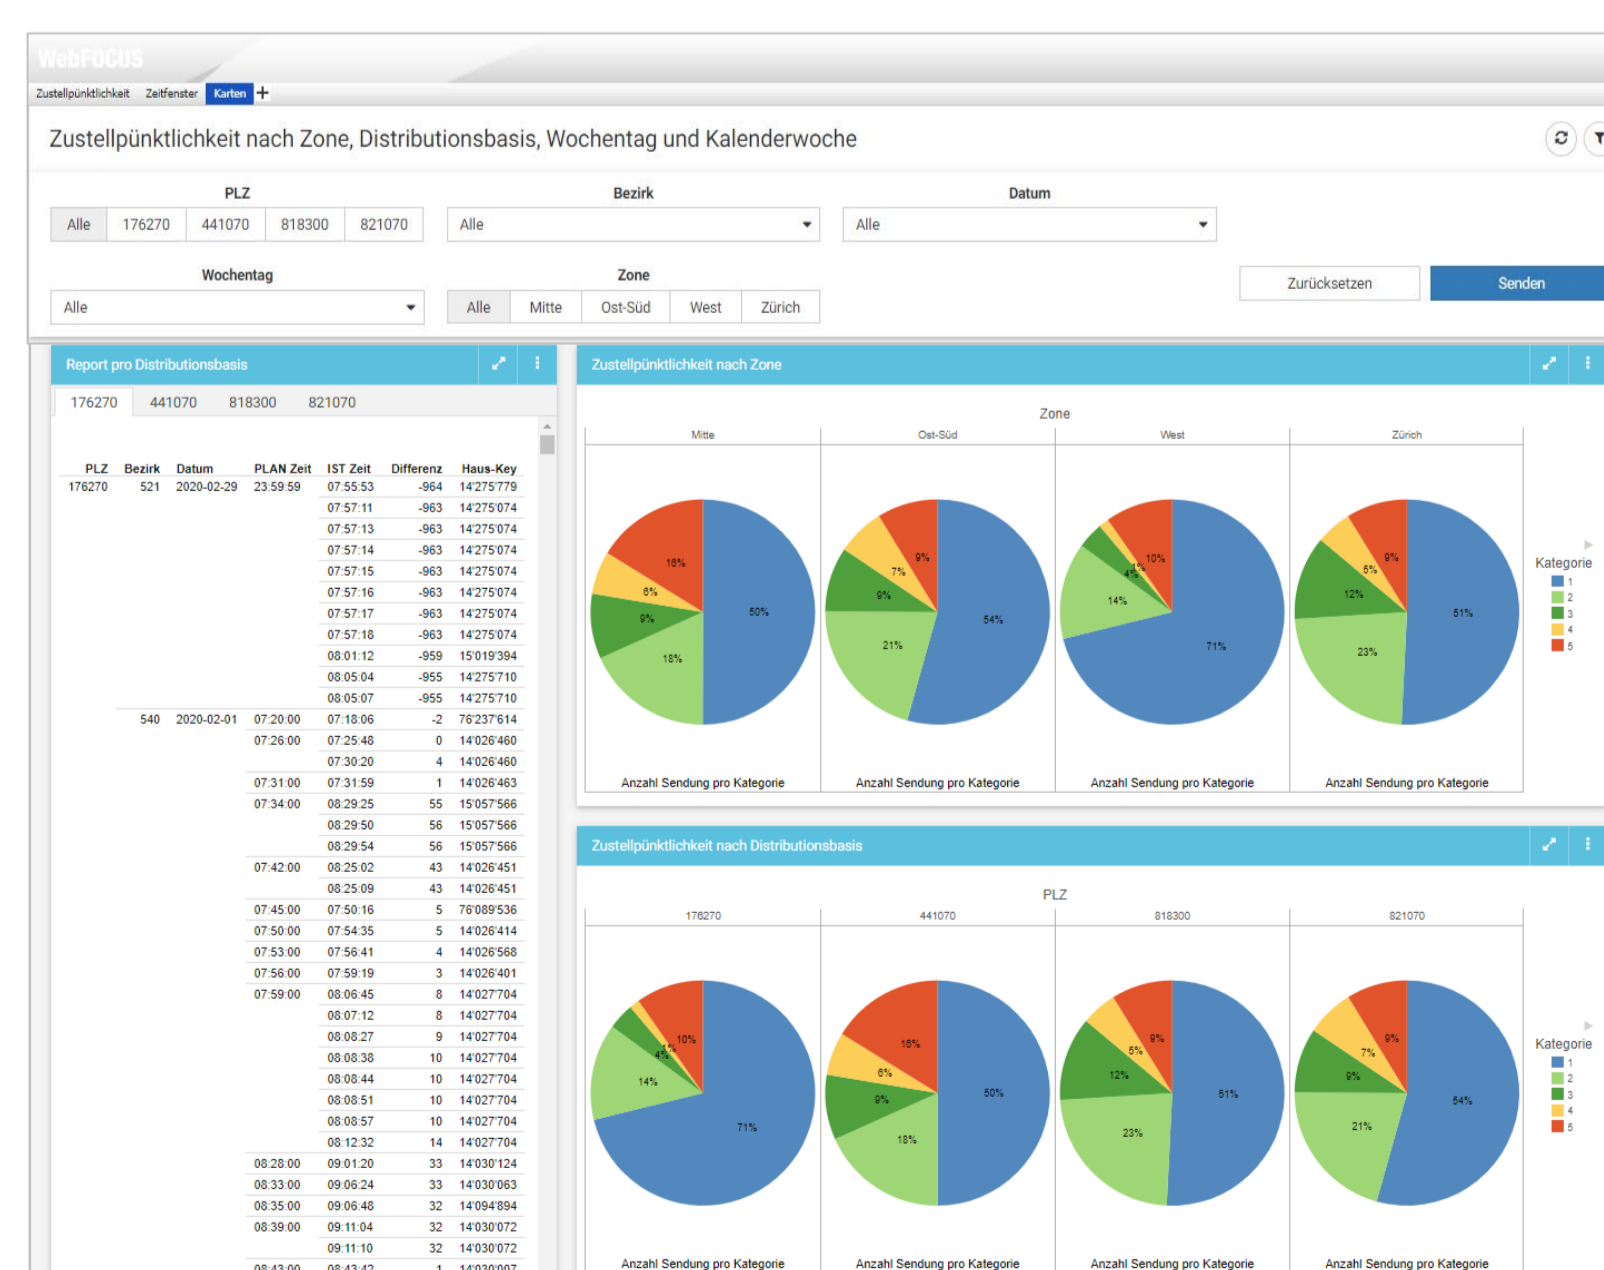 WebFOCUS
Zustellpünktlichkeit Zeitfenster Karten +
Zustellpünktlichkeit nach Zone, Distributionsbasis, Wochentag und Kalenderwoche
PLZ Bezirk Datum
Alle 176270 441070 818300 821070 Alle Alle
Wochentag Zone
Zurücksetzen Senden
Alle Alle Mitte Ost-Süd West Zürich
Report pro Distributionsbasis
176270 441070 818300 821070
PLZ Bezirk Datum PLAN Zeit IST Zeit Differenz Haus-Key
176270 521 2020-02-29 23:59:59 07:55:53 -964 14'275'779
07:57:11 -963 14'275'074
07:57:13 -963 14'275'074
07:57:14 -963 14'275'074
07:57:15 -963 14'275'074
07:57:16 -963 14'275'074
07:57:17 -963 14'275'074
07:57:18 -963 14'275'074
08:01:12 -959 15'019'394
08:05:04 -955 14'275'710
08:05:07 -955 14'275'710
540 2020-02-01 07:20:00 07:18:06 -2 76'237'614
07:26:00 07:25:48 0 14'026'460
07:30:20 4 14'026'460
07:31:00 07:31:59 1 14'026'463
07:34:00 08:29:25 55 15'057'566
08:29:50 56 15'057'566
08:29:54 56 15'057'566
07:42:00 08:25:02 43 14'026'451
08:25:09 43 14'026'451
07:45:00 07:50:16 5 76'089'536
07:50:00 07:54:35 5 14'026'414
07:53:00 07:56:41 4 14'026'568
07:56:00 07:59:19 3 14'026'401
07:59:00 08:06:45 8 14'027'704
08:07:12 8 14'027'704
08:08:27 9 14'027'704
08:08:38 10 14'027'704
08:08:44 10 14'027'704
08:08:51 10 14'027'704
08:08:57 10 14'027'704
08:12:32 14 14'027'704
08:28:00 09:01:20 33 14'030'124
08:33:00 09:06:24 33 14'030'063
08:35:00 09:06:48 32 14'094'894
08:39:00 09:11:04 32 14'030'072
09:11:10 32 14'030'072
08:43:00 08:43:42 1 14'030'007
Zustellpünktlichkeit nach Zone
Zone
Mitte Ost-Süd West Zürich
16% 6% 9% 18% 50%
9% 7% 9% 21% 54%
10% 1% 4% 14% 71%
9% 5% 12% 23% 51%
Kategorie
1
2
3
4
5
Anzahl Sendung pro Kategorie Anzahl Sendung pro Kategorie Anzahl Sendung pro Kategorie Anzahl Sendung pro Kategorie
Zustellpünktlichkeit nach Distributionsbasis
PLZ
176270 441070 818300 821070
10% 1% 4% 14% 71%
16% 6% 9% 18% 50%
9% 5% 12% 23% 51%
9% 7% 9% 21% 54%
Kategorie
1
2
3
4
5
Anzahl Sendung pro Kategorie Anzahl Sendung pro Kategorie Anzahl Sendung pro Kategorie Anzahl Sendung pro Kategorie